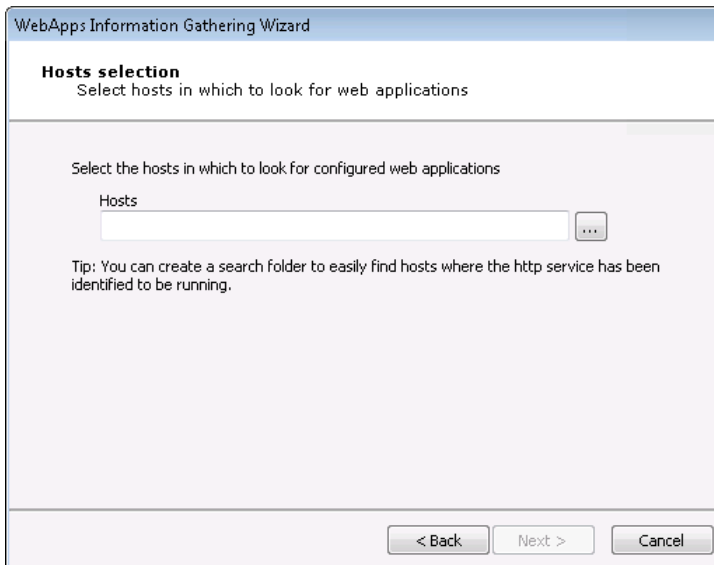 WebApps Information Gathering Wizard
Hosts selection
Select hosts in which to look for web applications
Select the hosts in which to look for configured web applications
Hosts
...
Tip: You can create a search folder to easily find hosts where the http service has been
identified to be running.
< Back
Next >
Cancel